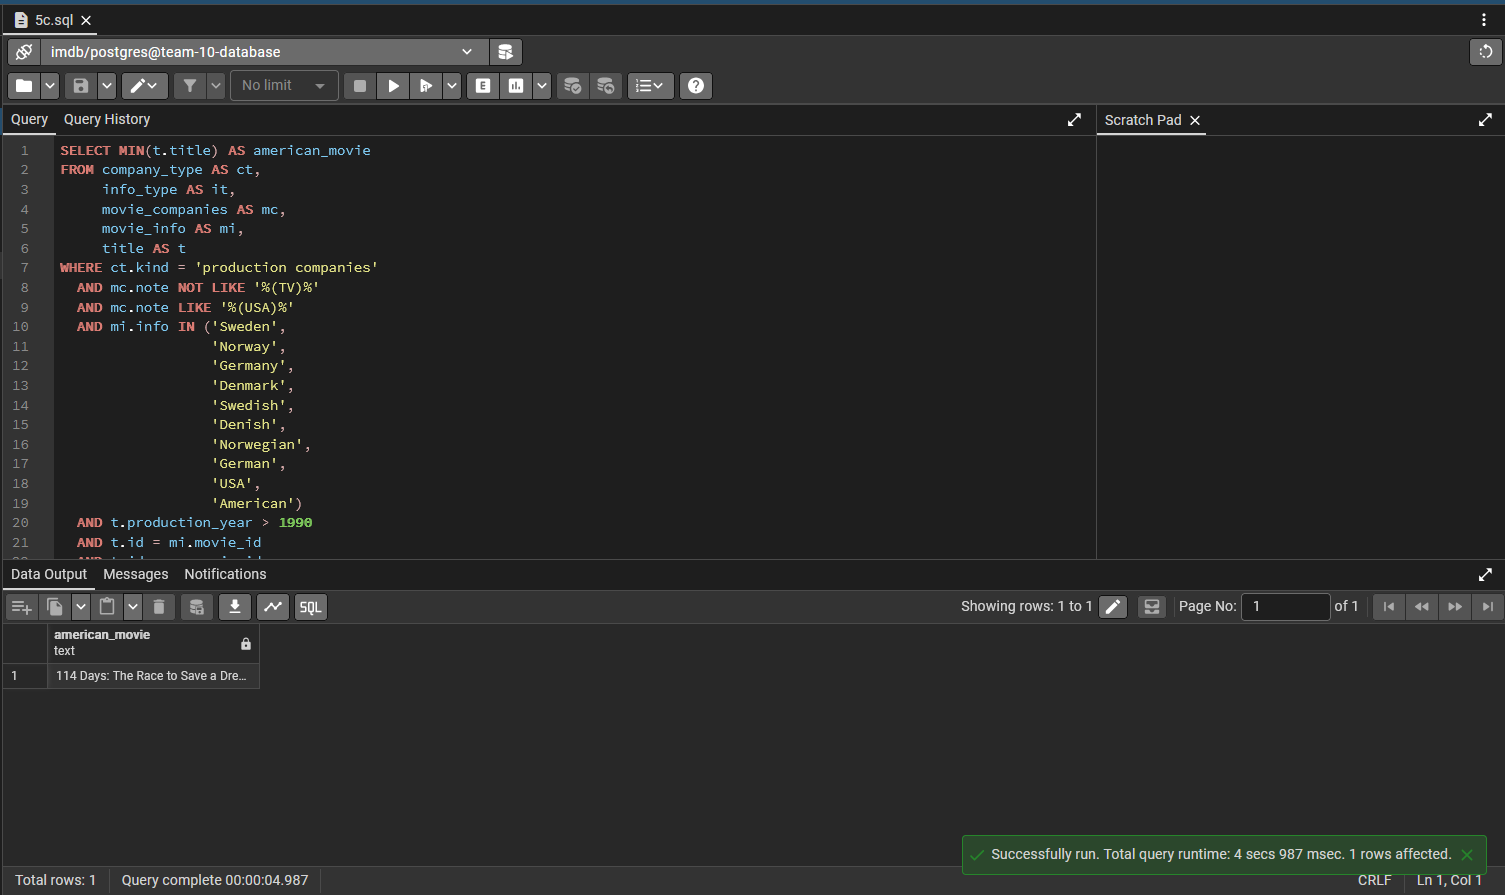 5c.sql
imdb/postgres@team-10-database
No limit
E
SQL
Query
Query History
Scratch Pad
1 SELECT MIN(t.title) AS american_movie
2 FROM company_type AS ct,
3 info_type AS it,
4 movie_companies AS mc,
5 movie_info AS mi,
6 title AS t
7 WHERE ct.kind = 'production companies'
8 AND mc.note NOT LIKE '%(TV)%'
9 AND mc.note LIKE '%(USA)%'
10 AND mi.info IN ('Sweden',
11 'Norway',
12 'Germany',
13 'Denmark',
14 'Swedish',
15 'Denish',
16 'Norwegian',
17 'German',
18 'USA',
19 'American')
20 AND t.production_year > 1990
21 AND t.id = mi.movie_id
Data Output
Messages
Notifications
Showing rows: 1 to 1
Page No: 1 of 1
american_movie
text
1 114 Days: The Race to Save a Dre...
Successfully run. Total query runtime: 4 secs 987 msec. 1 rows affected.
Total rows: 1
Query complete 00:00:04.987
CRLF
Ln 1, Col 1